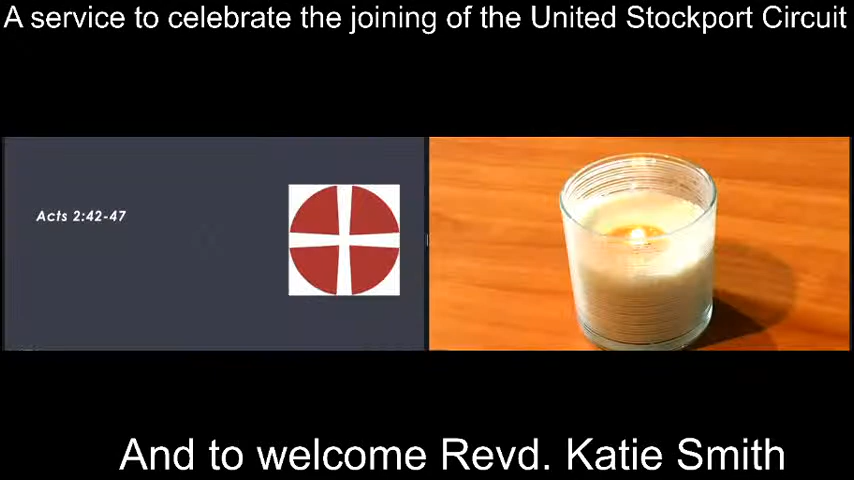 A service to celebrate the joining of the United Stockport Circuit
Acts 2:42-47
And to welcome Revd. Katie Smith